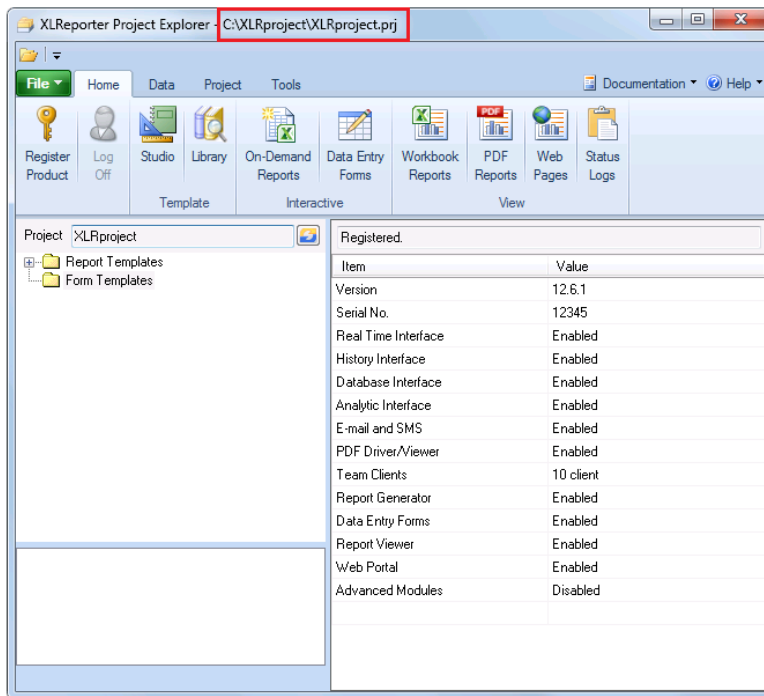 XLReporter Project Explorer - C:\XLRproject\XLRproject.prj
File Home Data Project Tools Documentation Help
Register Product
Log Off
Studio
Library
On-Demand Reports
Data Entry Forms
Workbook Reports
PDF Reports
Web Pages
Status Logs
Template Interactive View
Project XLRproject
Report Templates
Form Templates
Registered.
Item Value
Version 12.6.1
Serial No. 12345
Real Time Interface Enabled
History Interface Enabled
Database Interface Enabled
Analytic Interface Enabled
E-mail and SMS Enabled
PDF Driver/Viewer Enabled
Team Clients 10 client
Report Generator Enabled
Data Entry Forms Enabled
Report Viewer Enabled
Web Portal Enabled
Advanced Modules Disabled